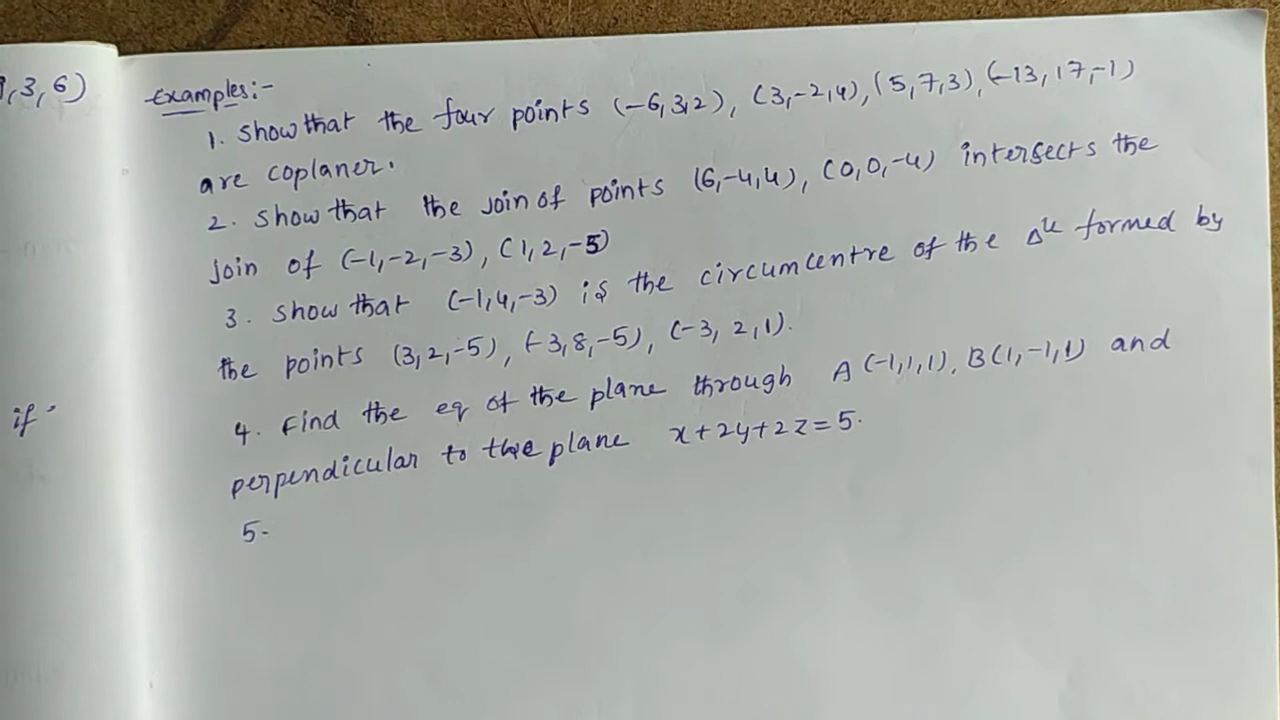 9,3,6)
Examples:-
1. Show that the four points (-6,3,2), (3,-2,4), (5,7,3), (-13,17,-1)
are coplaner.
2. Show that the Join of points (6,-4,4), (0,0,-4) intersects the
join of (-1,-2,-3), (1,2,-5)
3. Show that (-1,4,-3) is the circumcentre of the Δle formed by
the points (3,2,-5), (-3,8,-5), (-3, 2,1).
if
4. Find the eq of the plane through A(-1,1,1), B(1,-1,1) and
perpendicular to the plane x+2y+2z=5.
5.